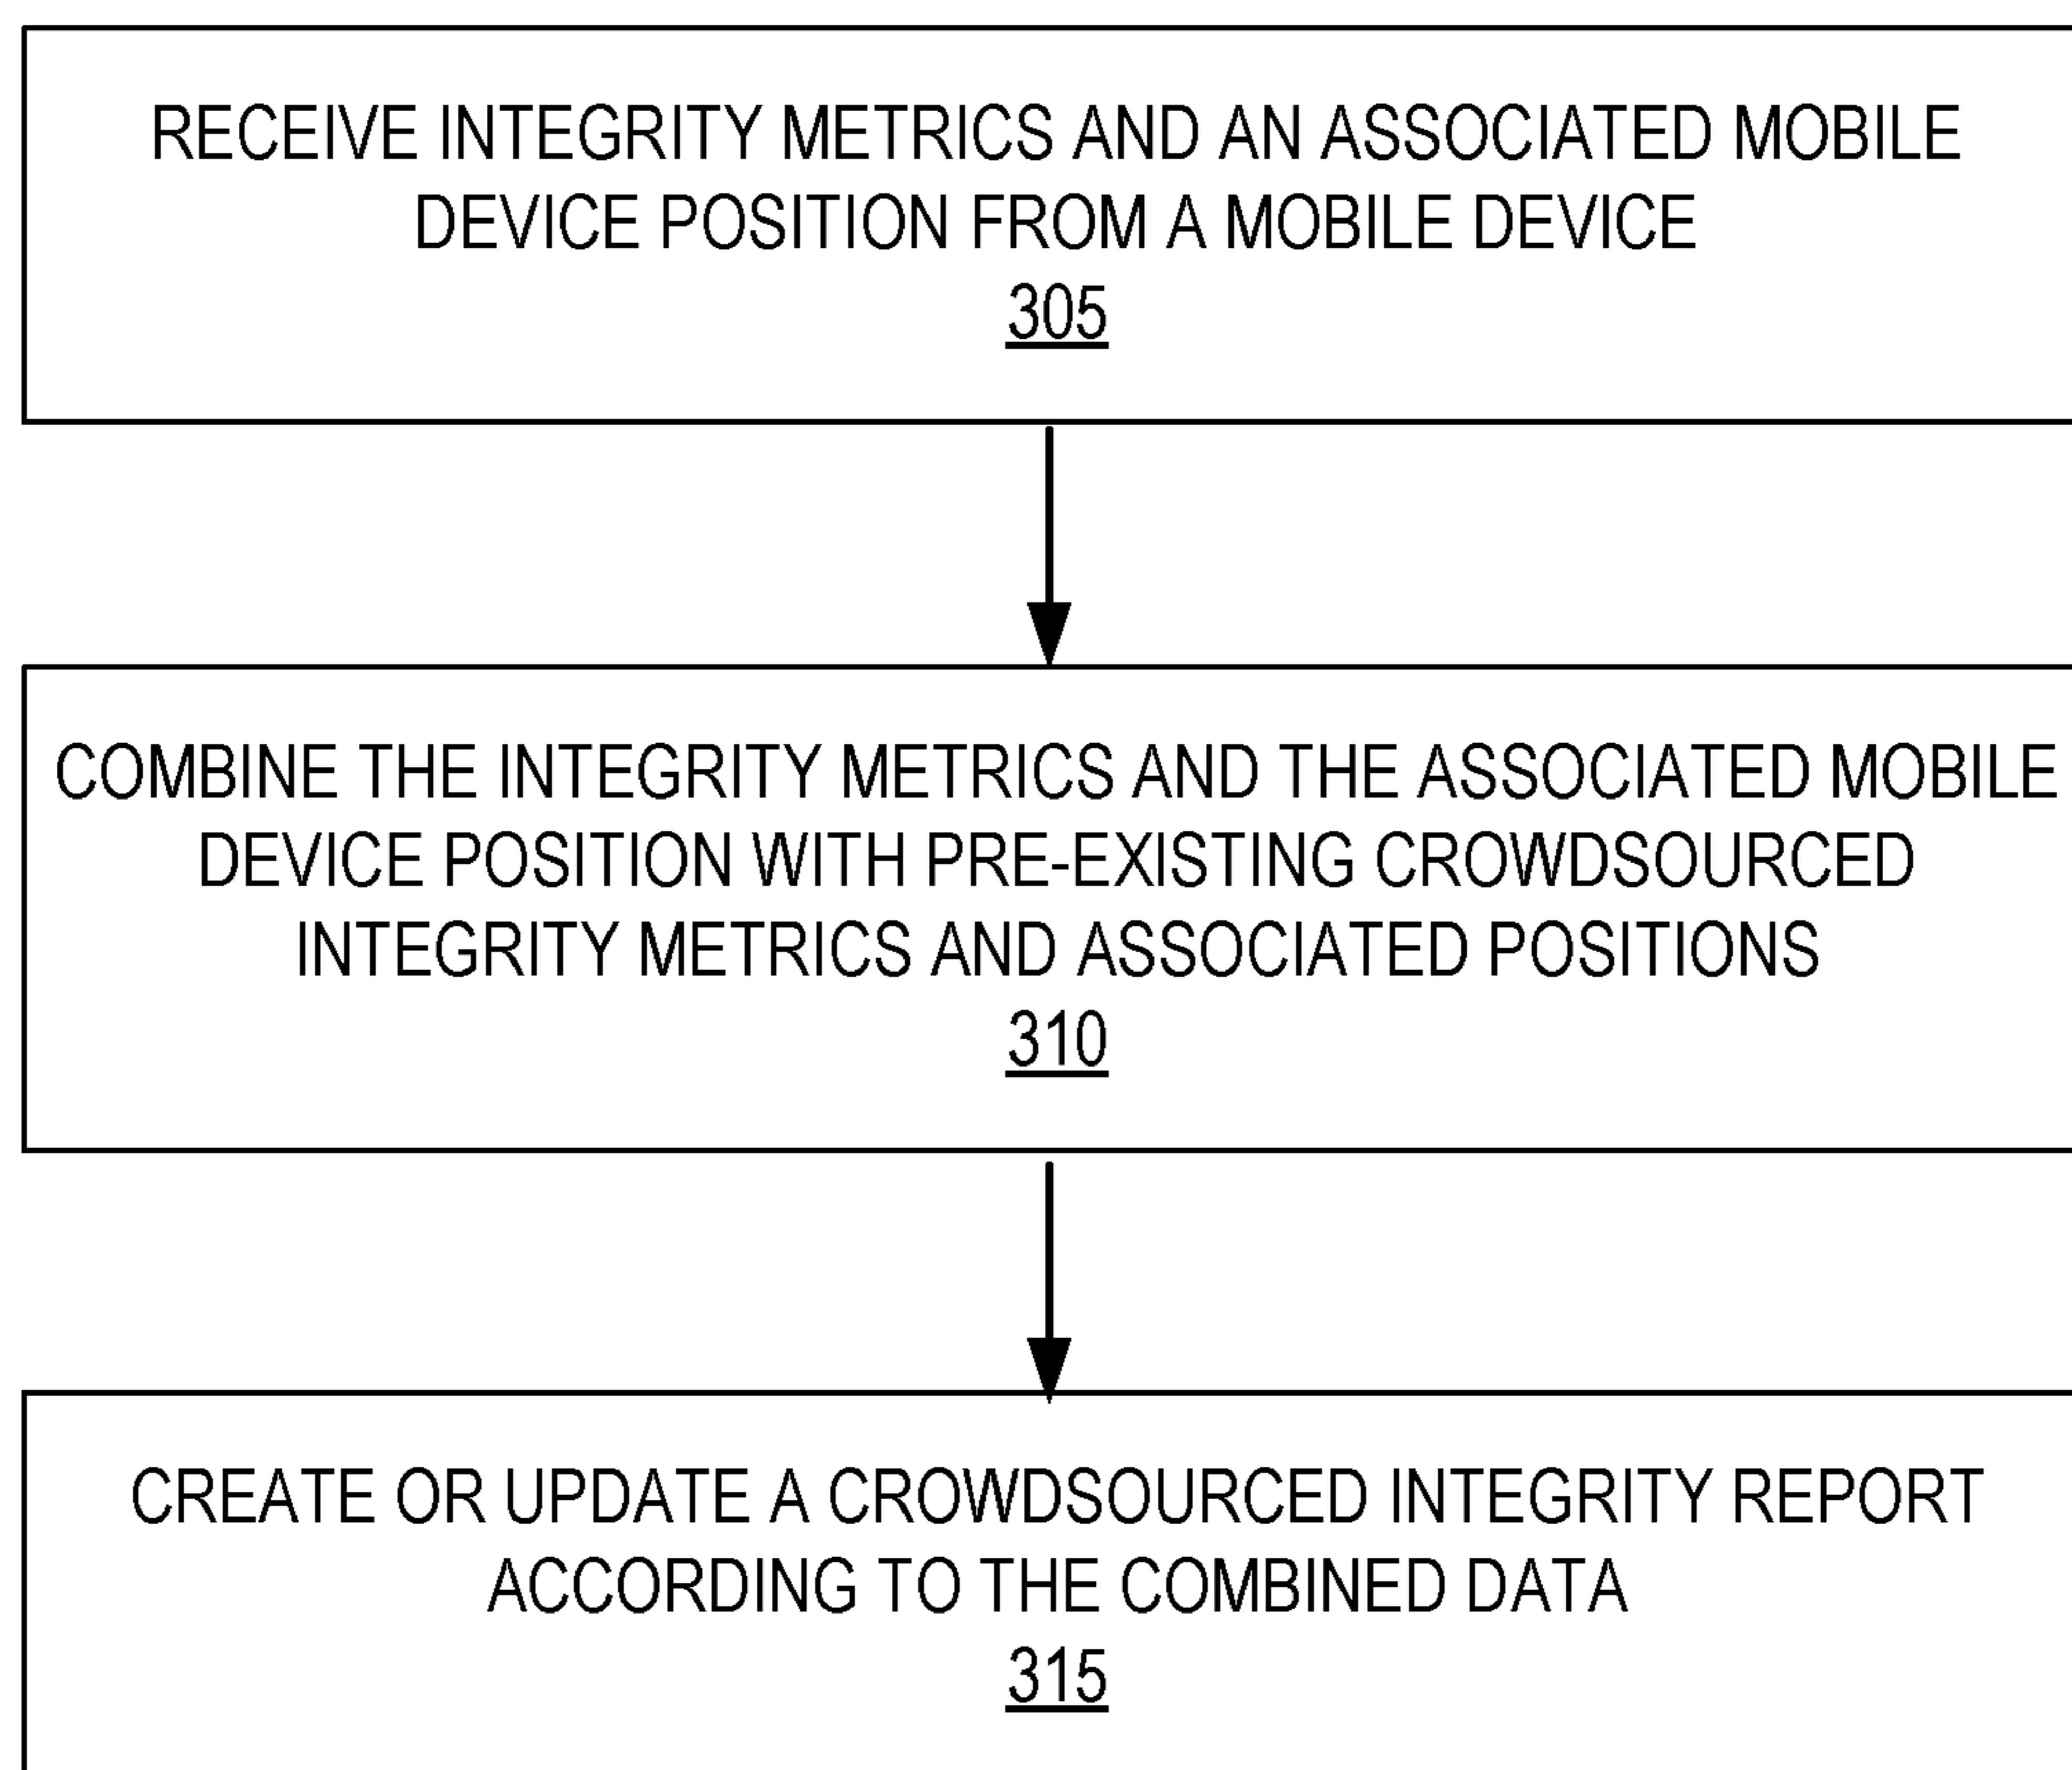 RECEIVE INTEGRITY METRICS AND AN ASSOCIATED MOBILE
DEVICE POSITION FROM A MOBILE DEVICE
305
COMBINE THE INTEGRITY METRICS AND THE ASSOCIATED MOBILE
DEVICE POSITION WITH PRE-EXISTING CROWDSOURCED
INTEGRITY METRICS AND ASSOCIATED POSITIONS
310
CREATE OR UPDATE A CROWDSOURCED INTEGRITY REPORT
ACCORDING TO THE COMBINED DATA
315